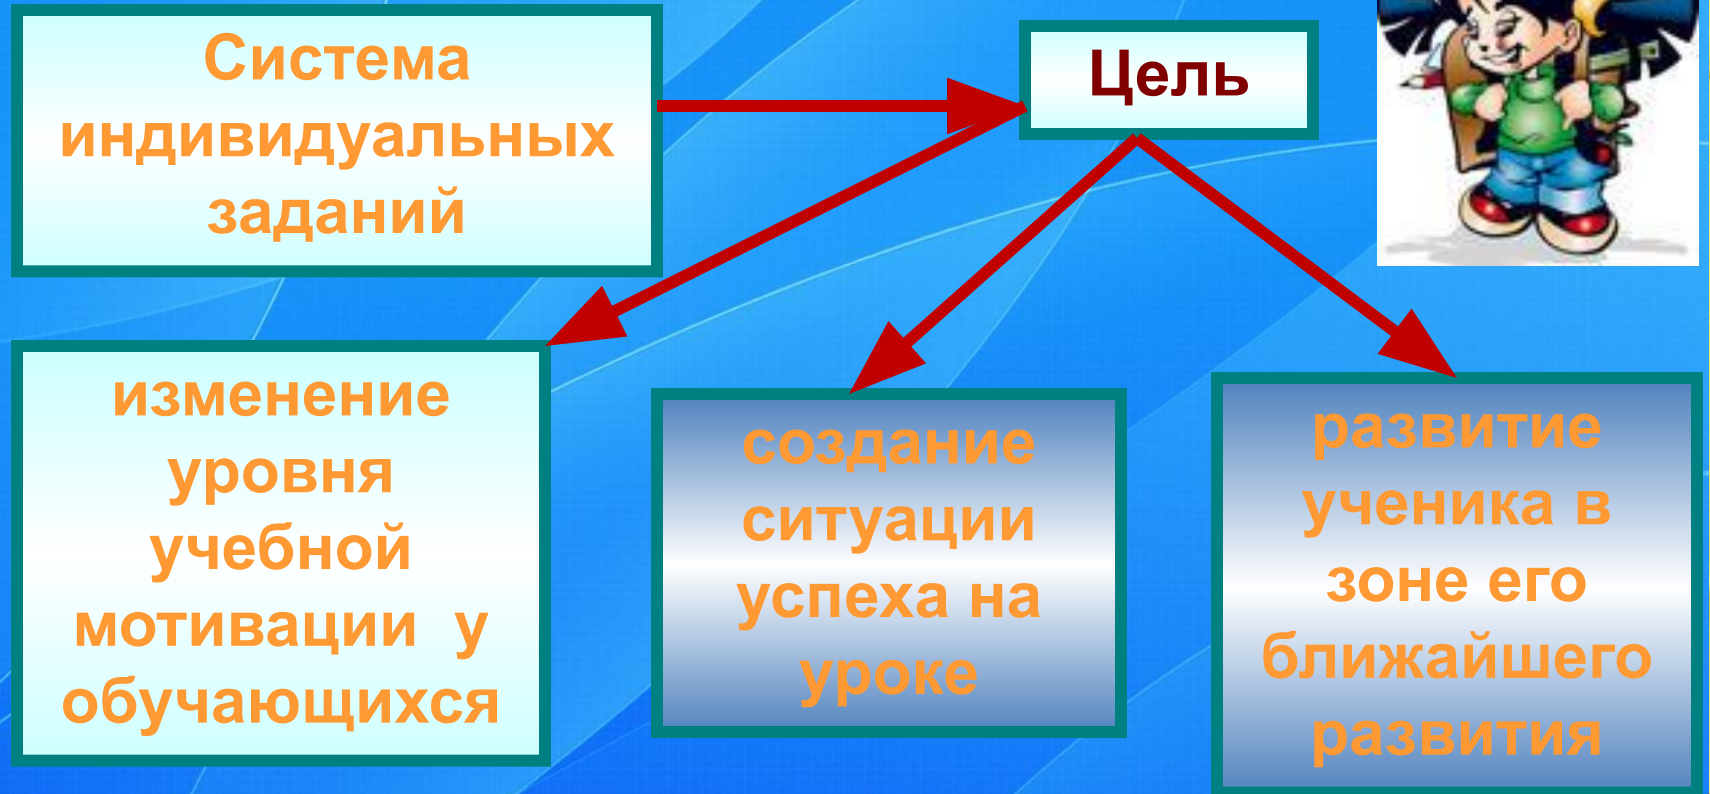 Система
индивидуальных
заданий
Цель
изменение
уровня
учебной
мотивации у
обучающихся
создание
ситуации
успеха на
уроке
развитие
ученика в
зоне его
ближайшего
развития